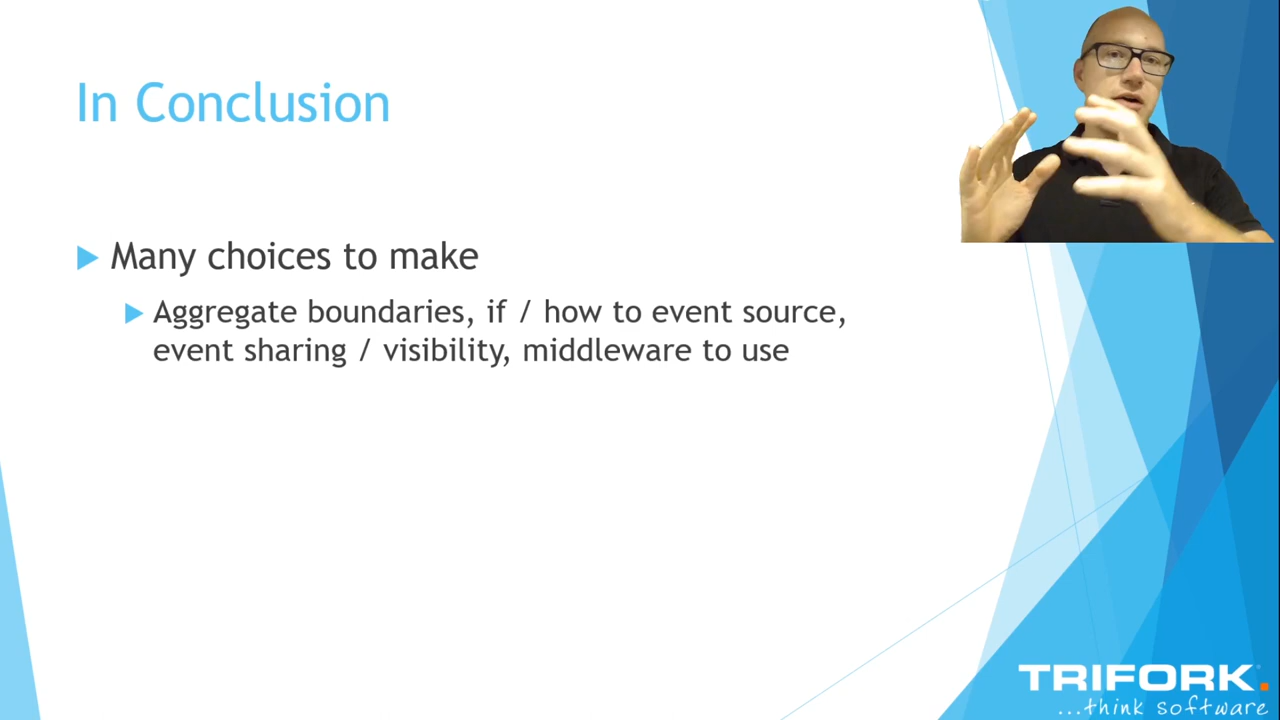 In Conclusion
Many choices to make
Aggregate boundaries, if / how to event source,
event sharing / visibility, middleware to use
TRIFORK.
...think software